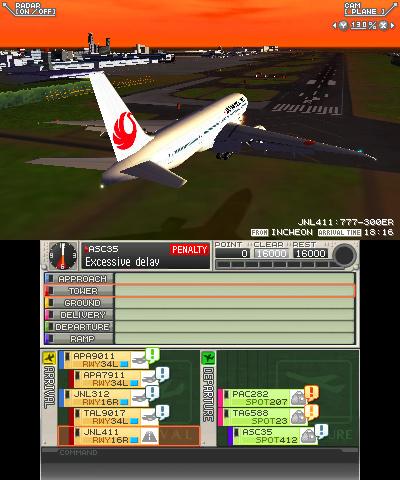 RADAR
[ON / OFF]
CAM
[ PLANE ]
130%
JNL411:777-300ER
FROM INCHEON ARRIVAL TIME 18:16
*ASC35 PENALTY
Excessive delay
POINT CLEAR REST
0 16000 16000
APPROACH
TOWER
GROUND
DELIVERY
DEPARTURE
RAMP
ARRIVAL
APA9011
RWY34L
APA7911
RWY34L
JNL312
RWY16R
TAL9017
RWY34L
JNL411
RWY16R
DEPARTURE
PAC282
SPOT207
TAG588
SPOT23
ASC35
SPOT412
COMMAND